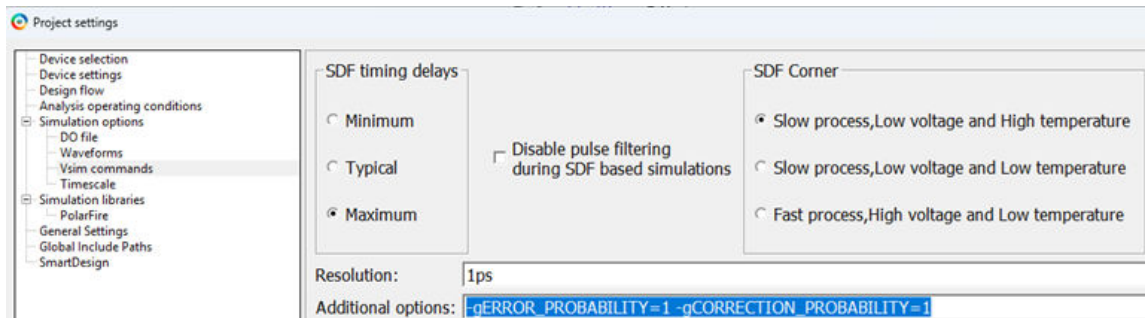 Project settings
Device selection
Device settings
Design flow
Analysis operating conditions
Simulation options
DO file
Waveforms
Vsim commands
Timescale
Simulation libraries
PolarFire
General Settings
Global Include Paths
SmartDesign
SDF timing delays
Minimum
Typical
Maximum
Disable pulse filtering
during SDF based simulations
SDF Corner
Slow process,Low voltage and High temperature
Slow process,Low voltage and Low temperature
Fast process,High voltage and Low temperature
Resolution: 1ps
Additional options: -gERROR_PROBABILITY=1 -gCORRECTION_PROBABILITY=1